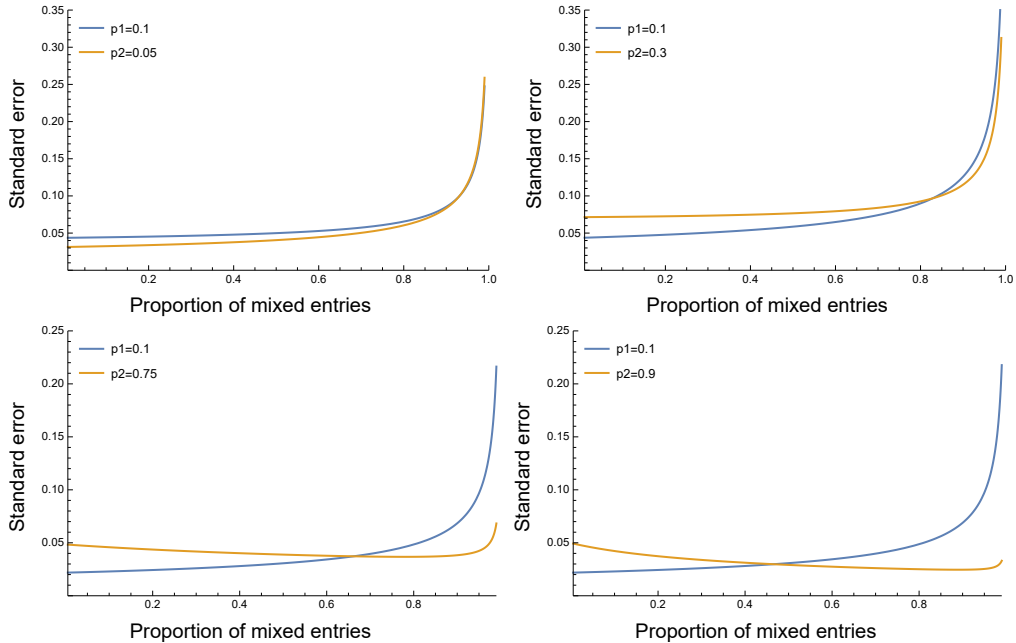 0.35
p1=0.1
p2=0.05
0.30
0.25
0.20
0.15
0.10
0.05
Standard error
0.2 0.4 0.6 0.8 1.0
Proportion of mixed entries
0.35
p1=0.1
p2=0.3
0.30
0.25
0.20
0.15
0.10
0.05
Standard error
0.2 0.4 0.6 0.8 1.0
Proportion of mixed entries
0.25
p1=0.1
p2=0.75
0.20
0.15
0.10
0.05
Standard error
0.2 0.4 0.6 0.8
Proportion of mixed entries
0.25
p1=0.1
p2=0.9
0.20
0.15
0.10
0.05
Standard error
0.2 0.4 0.6 0.8
Proportion of mixed entries